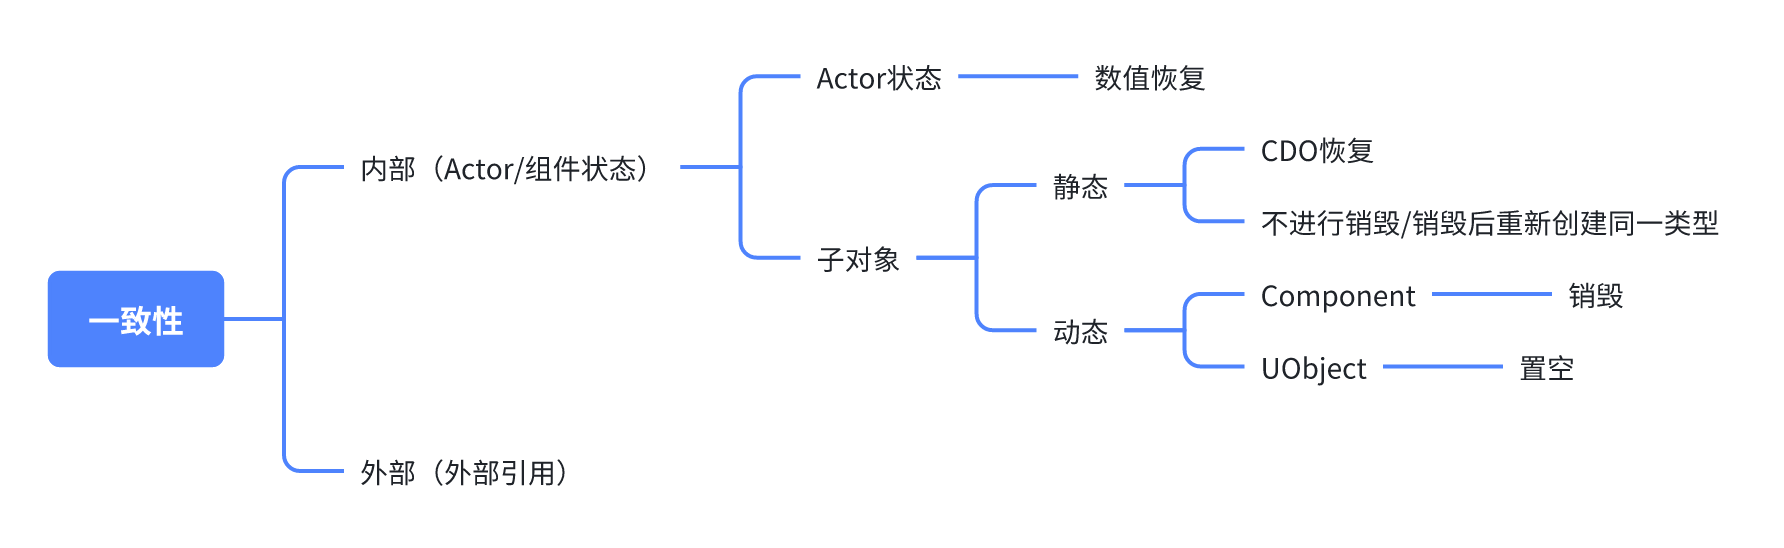 一致性
内部（Actor/组件状态）
Actor状态
数值恢复
子对象
静态
CDO恢复
不进行销毁/销毁后重新创建同一类型
动态
Component
销毁
UObject
置空
外部（外部引用）